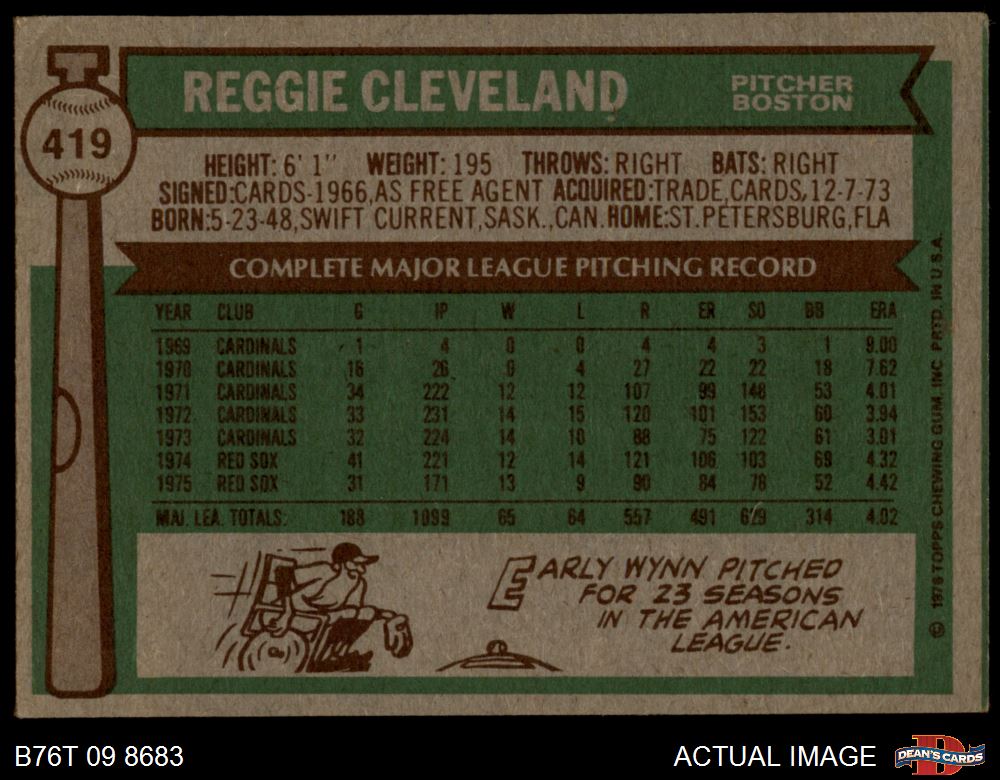 419
REGGIE CLEVELAND
PITCHER
BOSTON
HEIGHT: 6' 1" WEIGHT: 195 THROWS: RIGHT BATS: RIGHT
SIGNED:CARDS-1966,AS FREE AGENT ACQUIRED:TRADE,CARDS,12-7-73
BORN:5-23-48,SWIFT CURRENT,SASK.,CAN.HOME:ST.PETERSBURG,FLA
COMPLETE MAJOR LEAGUE PITCHING RECORD
YEAR CLUB G IP W L R ER SO BB ERA
1969 CARDINALS 1 4 0 0 4 4 3 1 9.00
1970 CARDINALS 16 26 0 4 27 22 22 18 7.62
1971 CARDINALS 34 222 12 12 107 99 148 53 4.01
1972 CARDINALS 33 231 14 15 120 101 153 60 3.94
1973 CARDINALS 32 224 14 10 88 75 122 61 3.01
1974 RED SOX 41 221 12 14 121 106 103 69 4.32
1975 RED SOX 31 171 13 9 90 84 78 52 4.42
MAJ. LEA. TOTALS: 188 1099 65 64 557 491 629 314 4.02
EARLY WYNN PITCHED
FOR 23 SEASONS
IN THE AMERICAN
LEAGUE.
© 1976 TOPPS CHEWING GUM, INC. PRTD. IN U.S.A.
B76T 09 8683
ACTUAL IMAGE
DEAN'S CARDS